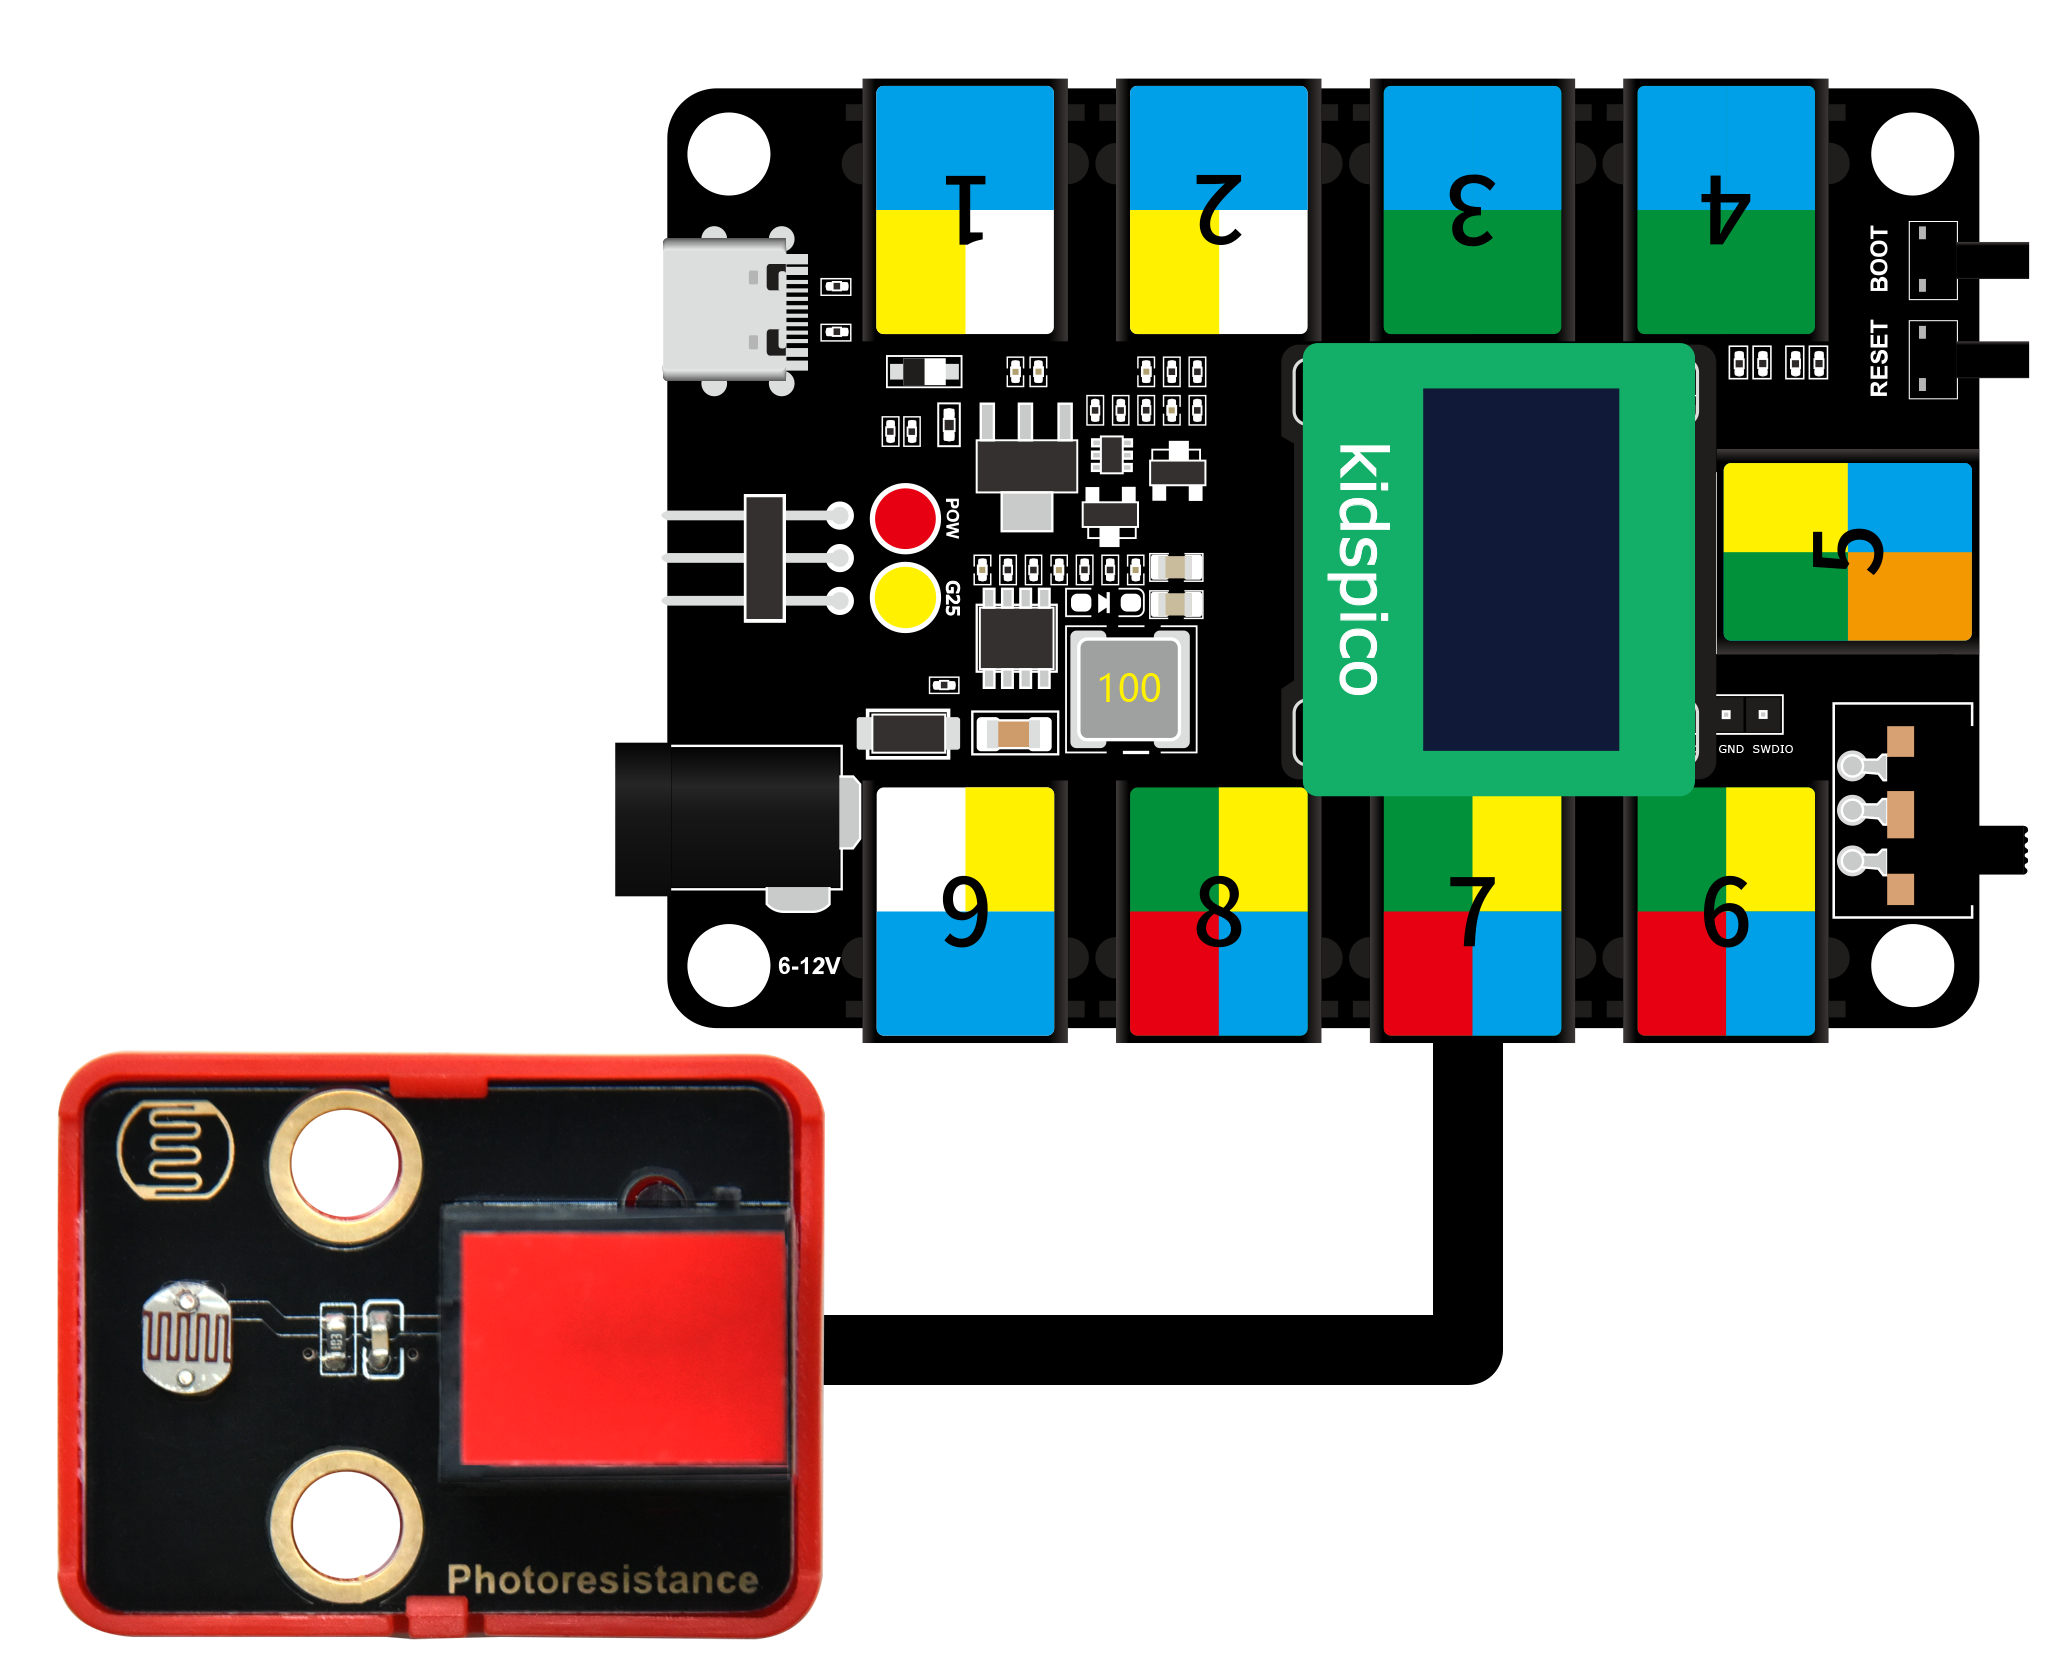 1
2
3
4
BOOT
RESET
POW
G25
kidspico
5
100
GND SWDIO
9
8
7
6
6-12V
Photoresistance